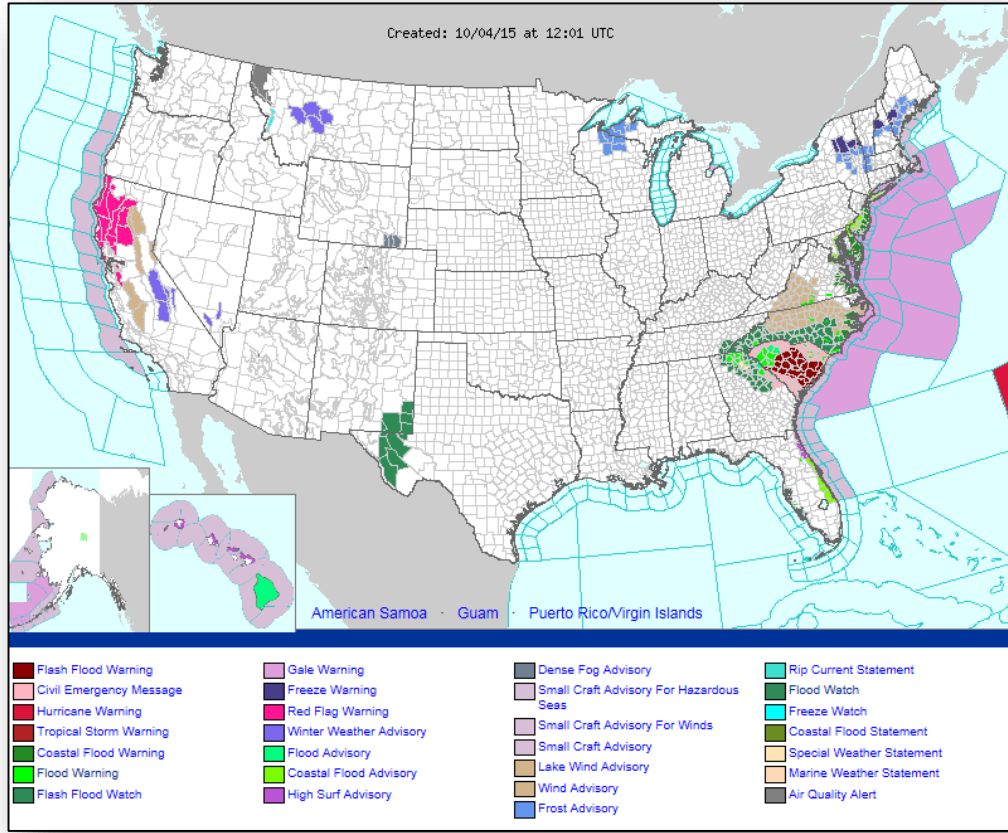 Created: 10/04/15 at 12:01 UTC
American Samoa · Guam · Puerto Rico/Virgin Islands
Flash Flood Warning
Civil Emergency Message
Hurricane Warning
Tropical Storm Warning
Coastal Flood Warning
Flood Warning
Flash Flood Watch
Gale Warning
Freeze Warning
Red Flag Warning
Winter Weather Advisory
Flood Advisory
Coastal Flood Advisory
High Surf Advisory
Dense Fog Advisory
Small Craft Advisory For Hazardous
Seas
Small Craft Advisory For Winds
Small Craft Advisory
Lake Wind Advisory
Wind Advisory
Frost Advisory
Rip Current Statement
Flood Watch
Freeze Watch
Coastal Flood Statement
Special Weather Statement
Marine Weather Statement
Air Quality Alert